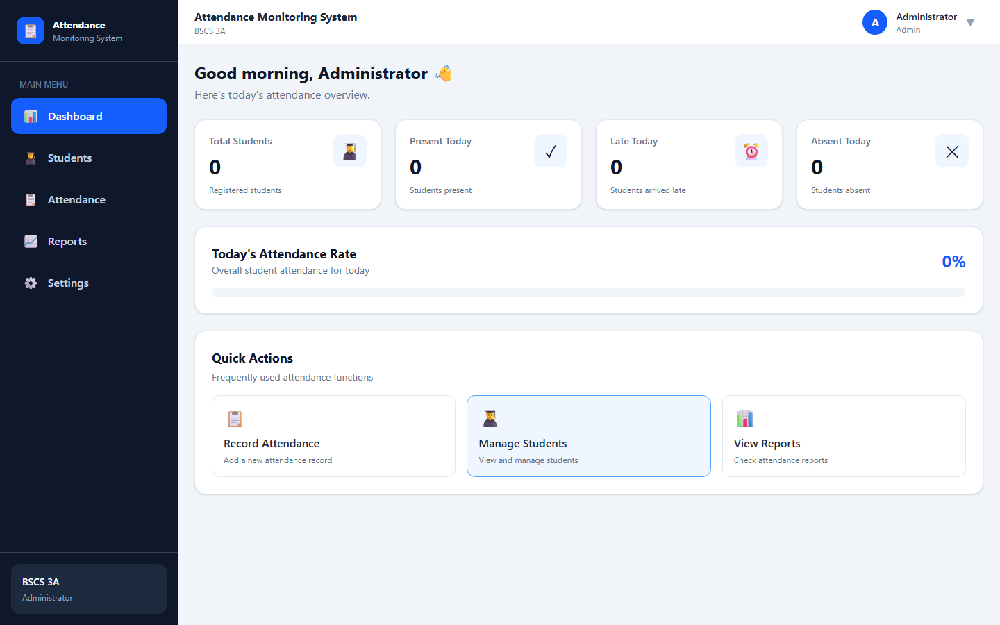 Attendance
Monitoring System
MAIN MENU
Dashboard
Students
Attendance
Reports
Settings
BSCS 3A
Administrator
Attendance Monitoring System
BSCS 3A
A
Administrator
Admin
Good morning, Administrator 👋
Here's today's attendance overview.
Total Students
0
Registered students
Present Today
0
Students present
Late Today
0
Students arrived late
Absent Today
0
Students absent
Today's Attendance Rate
Overall student attendance for today
0%
Quick Actions
Frequently used attendance functions
Record Attendance
Add a new attendance record
Manage Students
View and manage students
View Reports
Check attendance reports